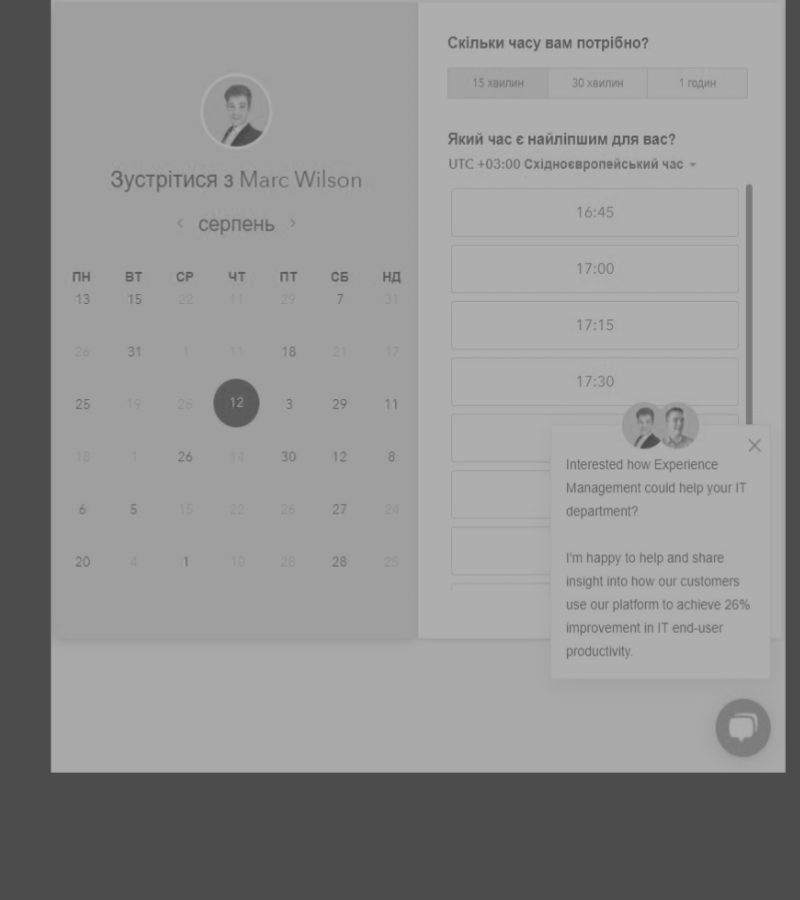 Зустрітися з Marc Wilson
серпень
ПН ВТ СР ЧТ ПТ СБ НД
13 15 22 11 29 7 31
26 31 1 11 18 21 17
25 19 26 12 3 29 11
18 1 26 14 30 12 8
6 5 15 22 26 27 24
20 4 1 10 28 28 25
Скільки часу вам потрібно?
15 хвилин 30 хвилин 1 годин
Який час є найліпшим для вас?
UTC +03:00 Східноєвропейський час
16:45
17:00
17:15
17:30
Interested how Experience
Management could help your IT
department?
I'm happy to help and share
insight into how our customers
use our platform to achieve 26%
improvement in IT end-user
productivity.